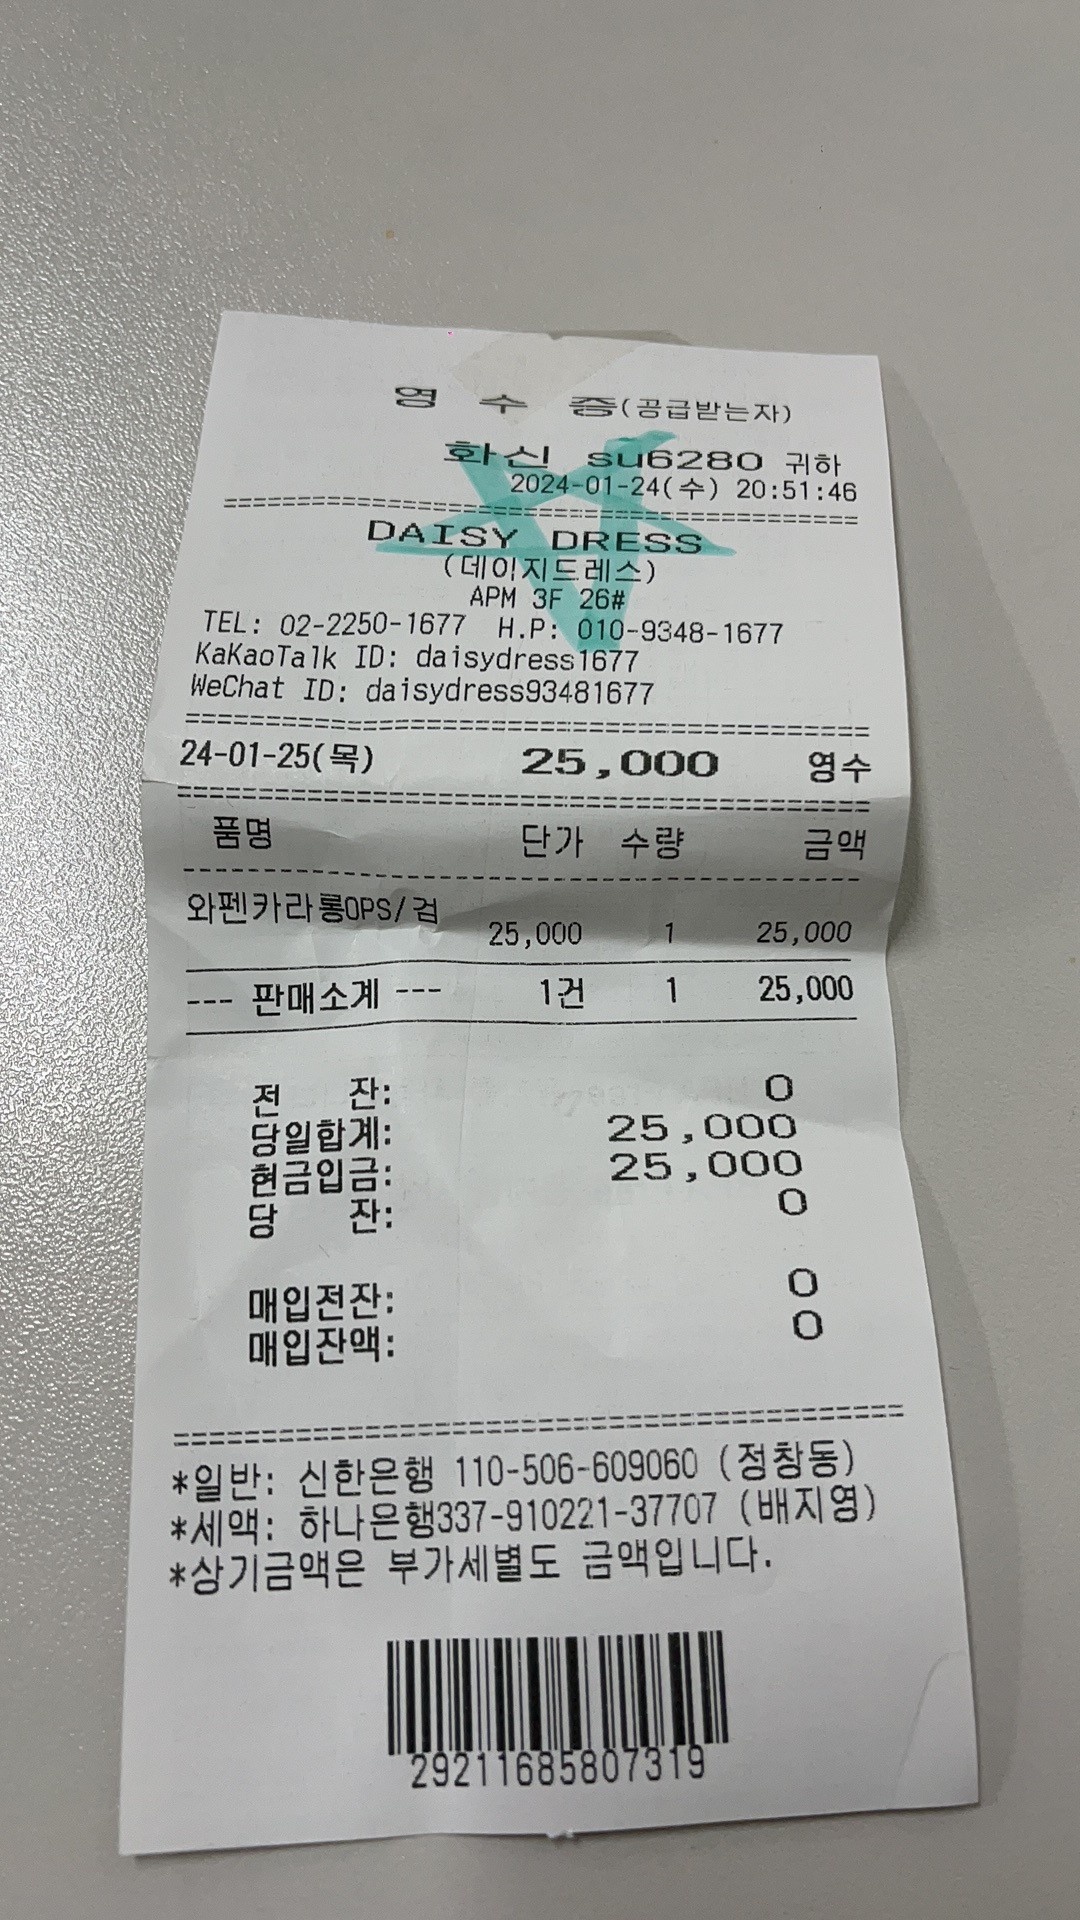 영 수 증(공급받는자)
화신 su6280 귀하
2024-01-24(수) 20:51:46
==========================================
DAISY DRESS
(데이지드레스)
APM 3F 26#
TEL: 02-2250-1677 H.P: 010-9348-1677
KaKaoTalk ID: daisydress1677
WeChat ID: daisydress93481677
==========================================
24-01-25(목) 25,000 영수
==========================================
품명 단가 수량 금액
------------------------------------------
와펜카라롱OPS/검
25,000 1 25,000
--- 판매소계 --- 1건 1 25,000
전 잔: 0
당일합계: 25,000
현금입금: 25,000
당 잔: 0
매입전잔: 0
매입잔액: 0
==========================================
*일반: 신한은행 110-506-609060 (정창동)
*세액: 하나은행337-910221-37707 (배지영)
*상기금액은 부가세별도 금액입니다.
29211685807319